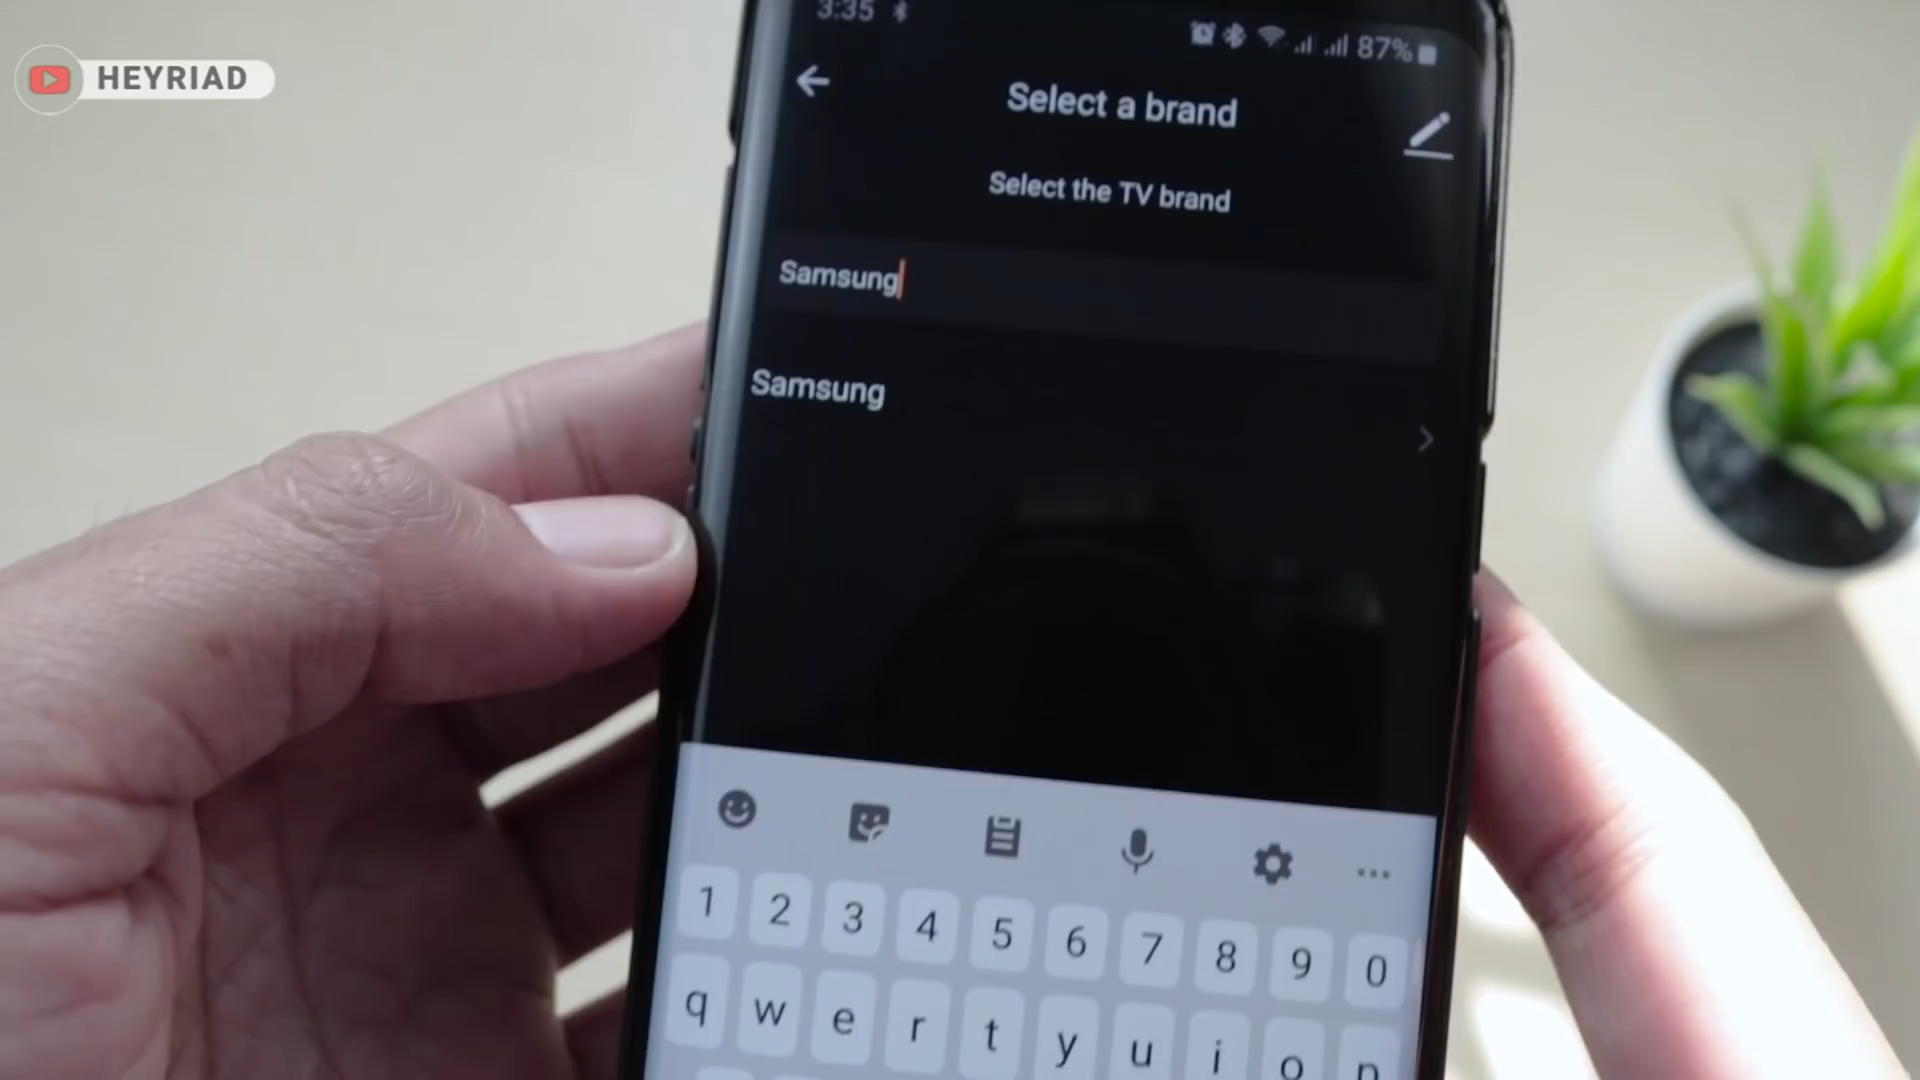 HEYRIAD
3:35
87%
Select a brand
Select the TV brand
Samsung
Samsung
1 2 3 4 5 6 7 8 9 0
q w e r t y u i o p